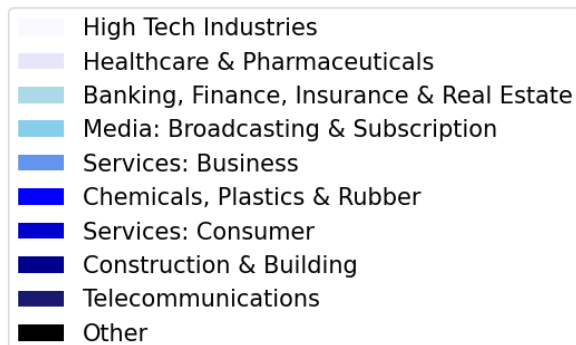 High Tech Industries
Healthcare & Pharmaceuticals
Banking, Finance, Insurance & Real Estate
Media: Broadcasting & Subscription
Services: Business
Chemicals, Plastics & Rubber
Services: Consumer
Construction & Building
Telecommunications
Other